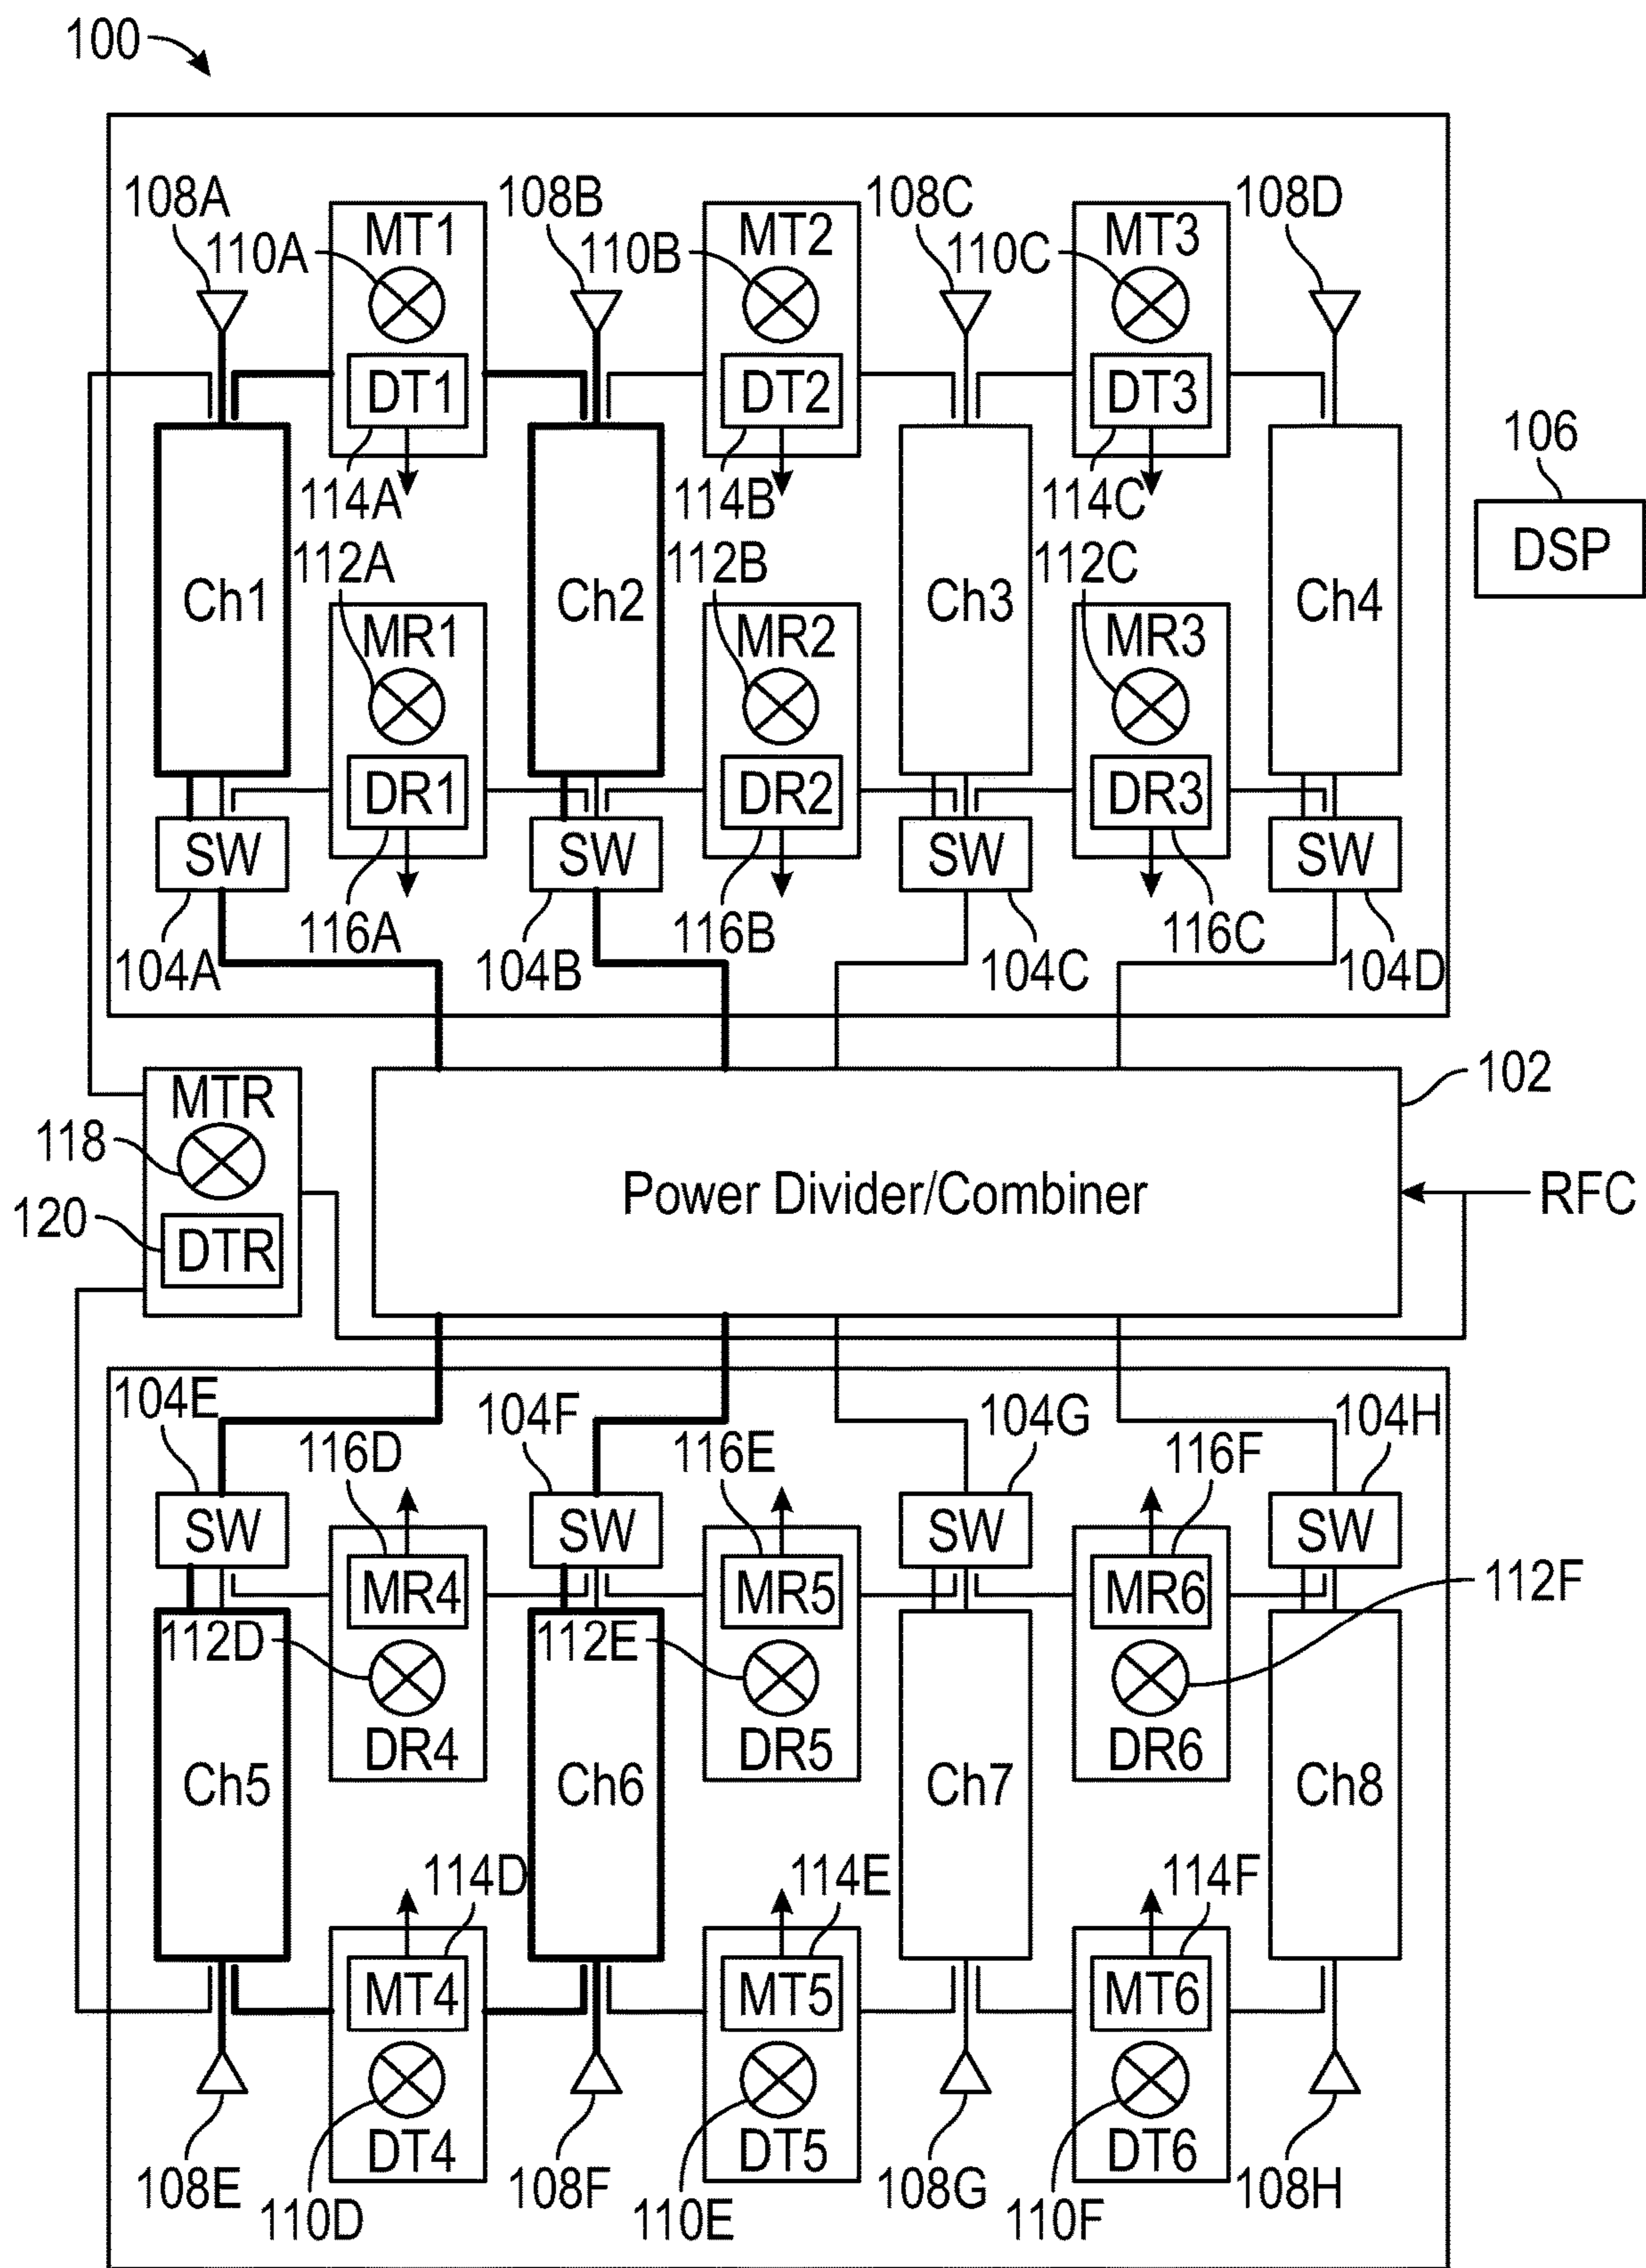 100
108A 108B 108C 108D
MT1 MT2 MT3
110A 110B 110C
DT1 DT2 DT3
106
114A 114B 114C
DSP
112A 112B 112C
Ch1 Ch2 Ch3 Ch4
MR1 MR2 MR3
DR1 DR2 DR3
SW SW SW SW
116A 116B 116C
104A 104B 104C 104D
102
MTR
118
Power Divider/Combiner RFC
120
DTR
104E 104F 104G 104H
116D 116E 116F
SW SW SW SW
MR4 MR5 MR6 112F
112D 112E
DR4 DR5 DR6
Ch5 Ch6 Ch7 Ch8
114D 114E 114F
MT4 MT5 MT6
DT4 DT5 DT6
108E 108F 108G 108H
110D 110E 110F